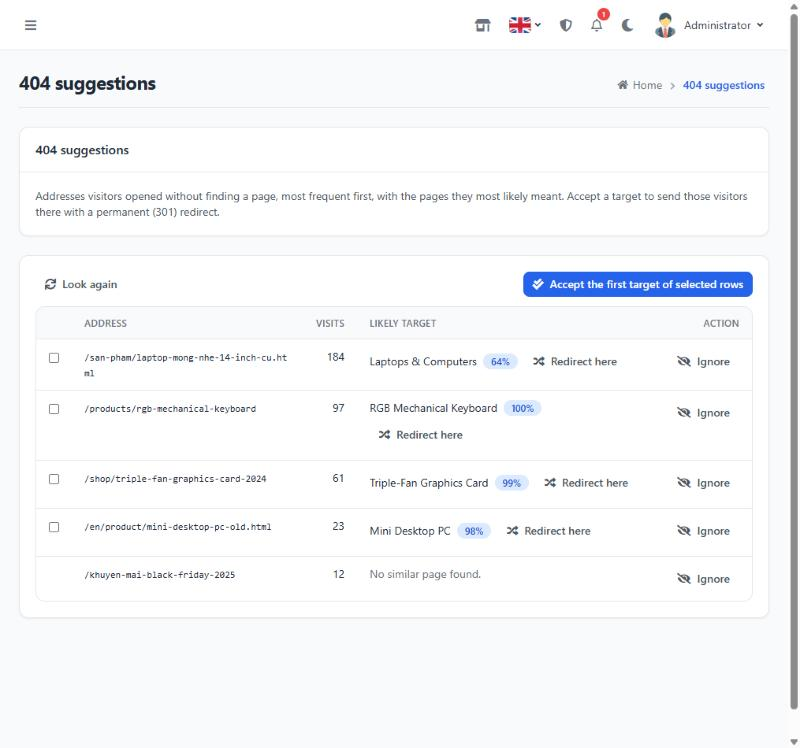 1
Administrator
404 suggestions
Home > 404 suggestions
404 suggestions
Addresses visitors opened without finding a page, most frequent first, with the pages they most likely meant. Accept a target to send those visitors
there with a permanent (301) redirect.
Look again
Accept the first target of selected rows
ADDRESS VISITS LIKELY TARGET ACTION
/san-pham/laptop-mong-nhe-14-inch-cu.ht
ml
184 Laptops & Computers 64% Redirect here Ignore
/products/rgb-mechanical-keyboard 97 RGB Mechanical Keyboard 100% Ignore
Redirect here
/shop/triple-fan-graphics-card-2024 61 Triple-Fan Graphics Card 99% Redirect here Ignore
/en/product/mini-desktop-pc-old.html 23 Mini Desktop PC 98% Redirect here Ignore
/khuyen-mai-black-friday-2025 12 No similar page found. Ignore